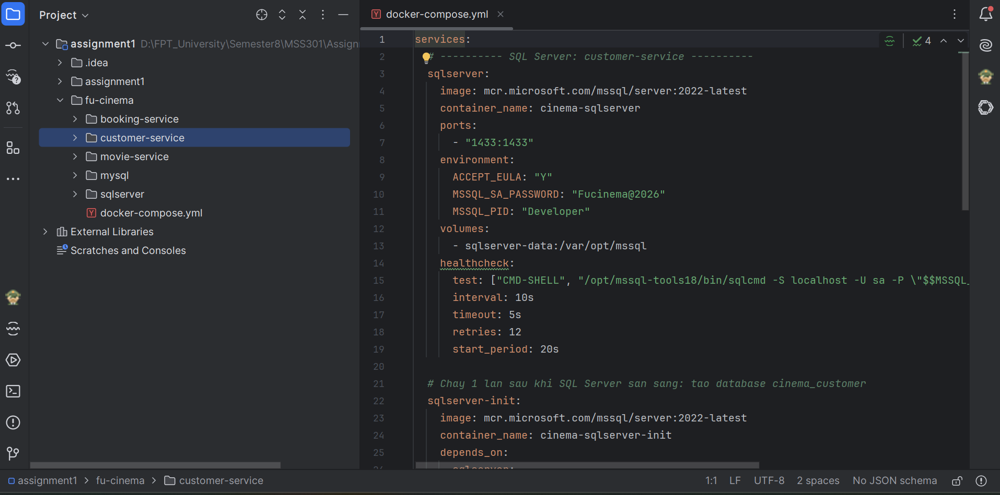 Project
docker-compose.yml
assignment1 D:\FPT_University\Semester8\MSS301\Assign
.idea
assignment1
fu-cinema
booking-service
customer-service
movie-service
mysql
sqlserver
docker-compose.yml
External Libraries
Scratches and Consoles
4
1 services:
2 # ---------- SQL Server: customer-service ----------
3 sqlserver:
4 image: mcr.microsoft.com/mssql/server:2022-latest
5 container_name: cinema-sqlserver
6 ports:
7 - "1433:1433"
8 environment:
9 ACCEPT_EULA: "Y"
10 MSSQL_SA_PASSWORD: "Fucinema@2026"
11 MSSQL_PID: "Developer"
12 volumes:
13 - sqlserver-data:/var/opt/mssql
14 healthcheck:
15 test: ["CMD-SHELL", "/opt/mssql-tools18/bin/sqlcmd -S localhost -U sa -P \"$$MSSQL_
16 interval: 10s
17 timeout: 5s
18 retries: 12
19 start_period: 20s
20
21 # Chay 1 lan sau khi SQL Server san sang: tao database cinema_customer
22 sqlserver-init:
23 image: mcr.microsoft.com/mssql/server:2022-latest
24 container_name: cinema-sqlserver-init
25 depends_on:
assignment1 > fu-cinema > customer-service
1:1 LF UTF-8 2 spaces No JSON schema